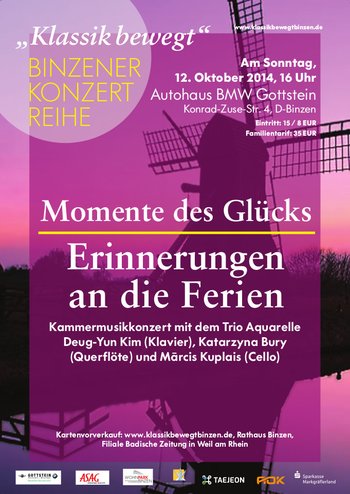 www.klassikbewegtbinzen.de
„Klassik bewegt“
BINZENER
KONZERT
REIHE
Am Sonntag,
12. Oktober 2014, 16 Uhr
Autohaus BMW Gottstein
Konrad-Zuse-Str. 4, D-Binzen
Eintritt: 15 / 8 EUR
Familientarif: 35 EUR
Momente des Glücks
Erinnerungen
an die Ferien
Kammermusikkonzert mit dem Trio Aquarelle
Deug-Yun Kim (Klavier), Katarzyna Bury
(Querflöte) und Mārcis Kuplais (Cello)
Kartenvorverkauf: www.klassikbewegtbinzen.de, Rathaus Binzen,
Filiale Badische Zeitung in Weil am Rhein
GOTTSTEIN
ASAG
WOHNPARK
TAEJEON
Sparkasse
Markgräflerland